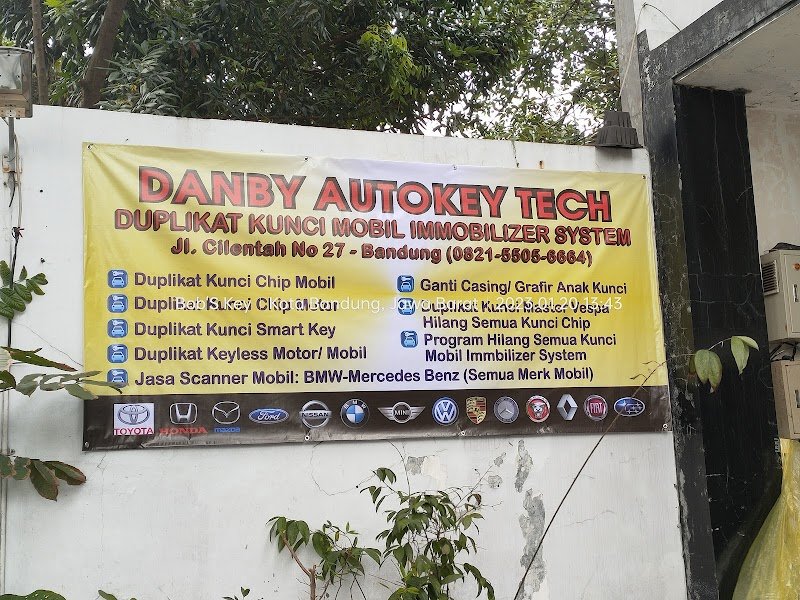 DANBY AUTOKEY TECH
DUPLIKAT KUNCI MOBIL IMMOBILIZER SYSTEM
Jl. Cilentah No 27 - Bandung (0821-5505-6664)
Duplikat Kunci Chip Mobil
Duplikat Kunci Chip Motor
Duplikat Kunci Smart Key
Duplikat Keyless Motor/ Mobil
Jasa Scanner Mobil: BMW-Mercedes Benz (Semua Merk Mobil)
Ganti Casing/ Grafir Anak Kunci
Duplikat Kunci Master Vespa
Hilang Semua Kunci Chip
Program Hilang Semua Kunci
Mobil Immbilizer System
Bandung, Jawa Barat - 2023.01.20 13:43
TOYOTA HONDA mazda Ford NISSAN MINI FIAT SUBARU